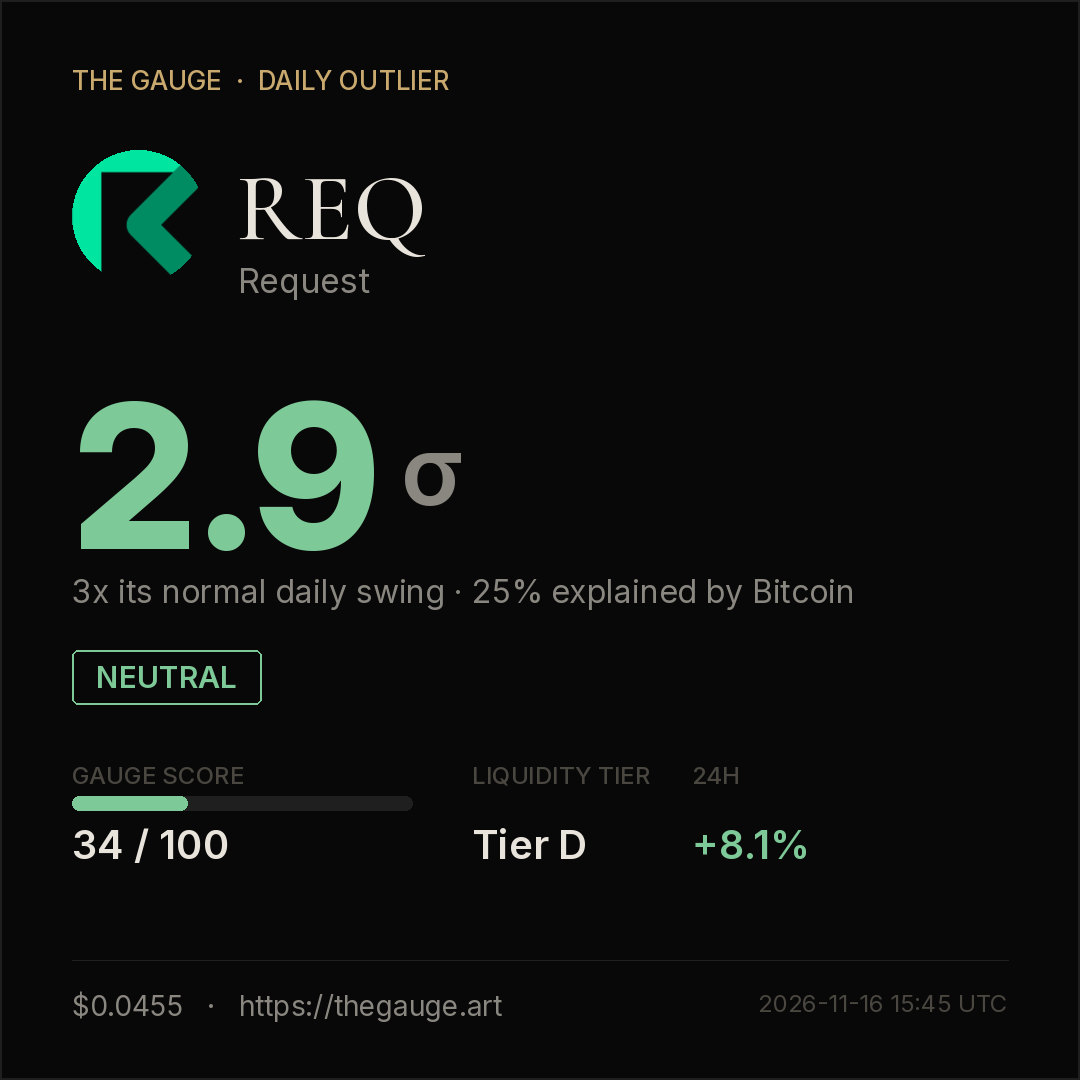 THE GAUGE · DAILY OUTLIER
REQ
Request
2.9 σ
3x its normal daily swing · 25% explained by Bitcoin
NEUTRAL
GAUGE SCORE LIQUIDITY TIER 24H
34 / 100 Tier D +8.1%
$0.0455 · https://thegauge.art 2026-11-16 15:45 UTC